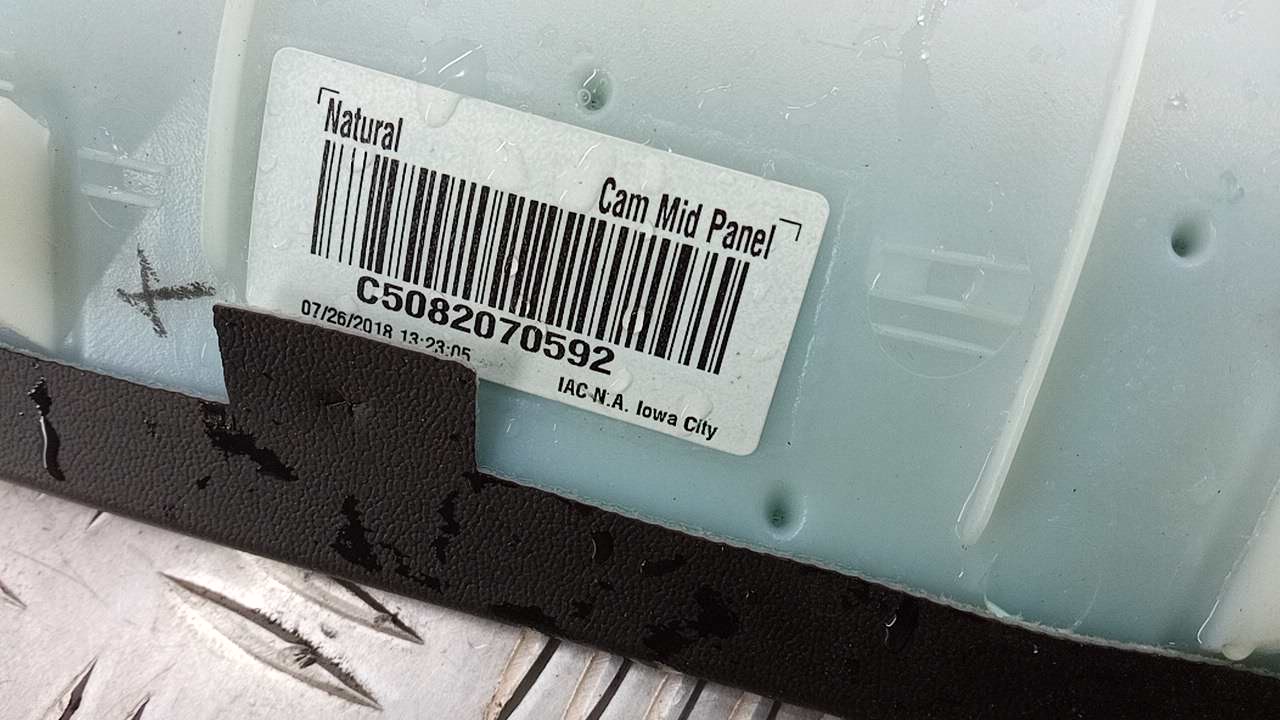 Natural
Cam Mid Panel
C5082070592
07/26/2018 13:23:05
IAC N.A. Iowa City
X